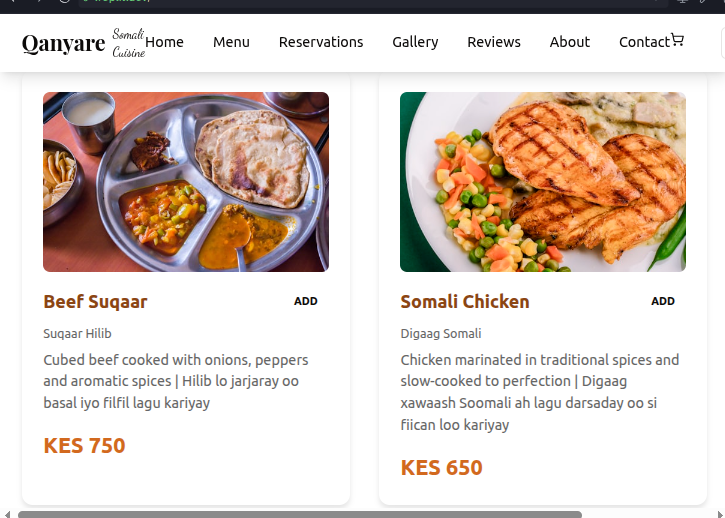 Qanyare
Somali
Cuisine
Home Menu Reservations Gallery Reviews About Contact
Beef Suqaar
ADD
Suqaar Hilib
Cubed beef cooked with onions, peppers
and aromatic spices | Hilib lo jarjaray oo
basal iyo filfil lagu kariyay
KES 750
Somali Chicken
ADD
Digaag Somali
Chicken marinated in traditional spices and
slow-cooked to perfection | Digaag
xawaash Soomali ah lagu darsaday oo si
fiican loo kariyay
KES 650